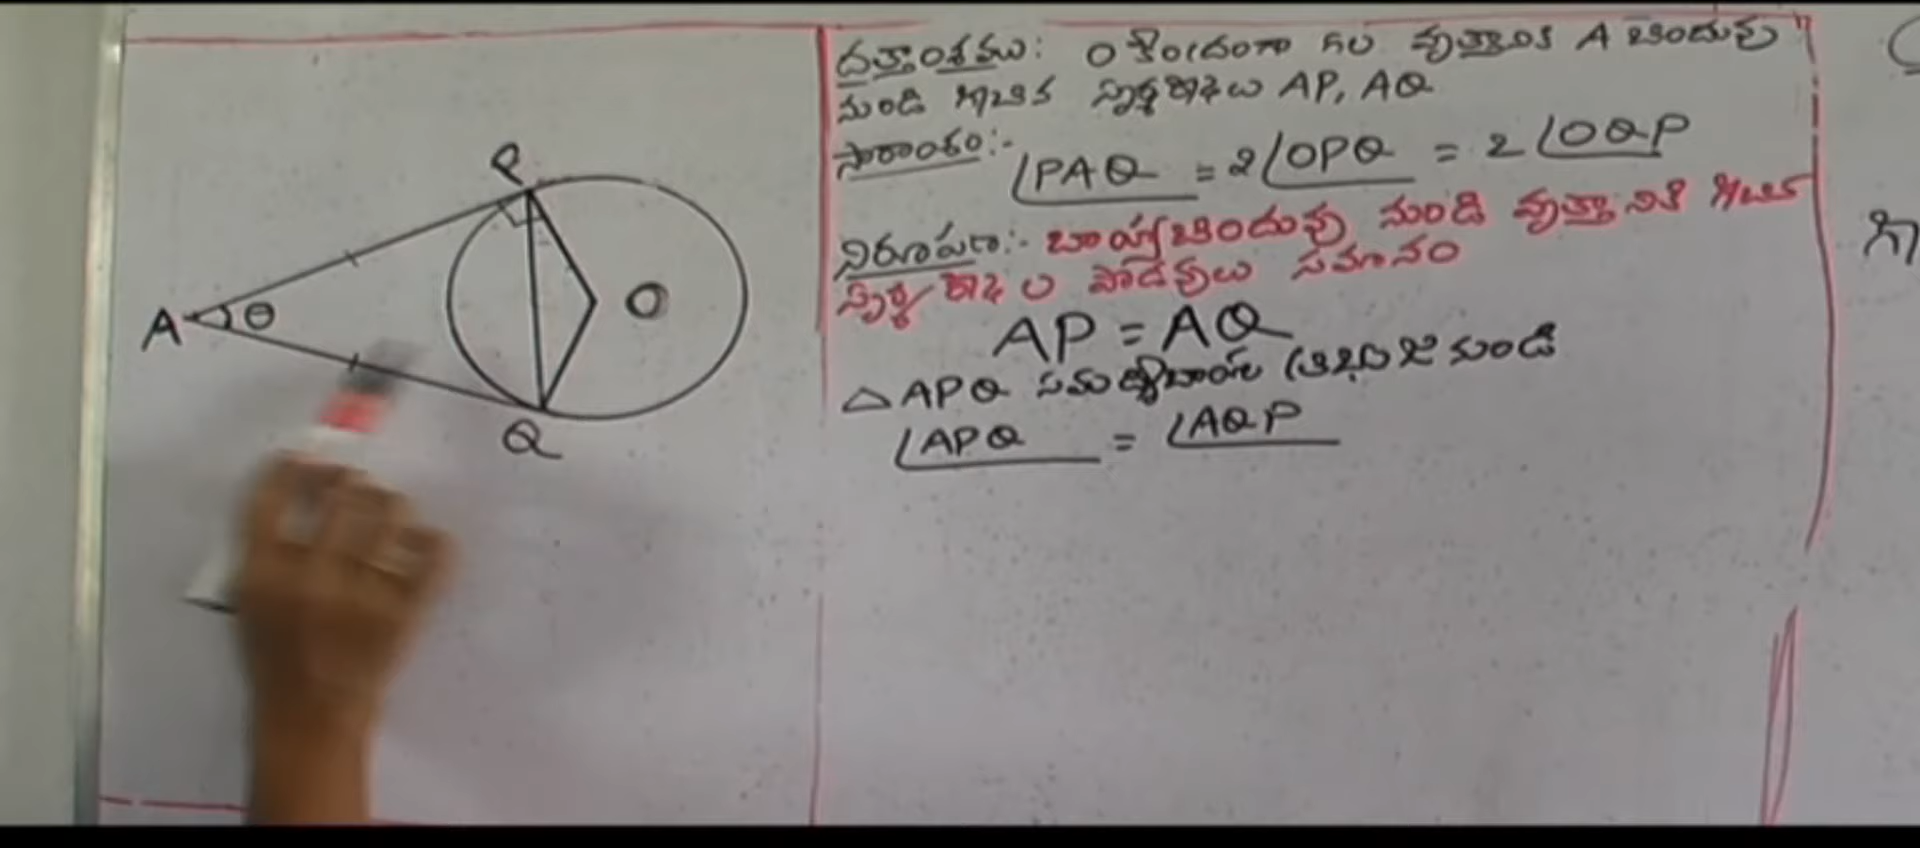 P
A θ
O
Q
దత్తాంశము: O కేంద్రంగా గల వృత్తానికి A బిందువు
నుండి గీచిన స్పర్శరేఖలు AP, AQ
సారాంశం:-
∠PAQ = 2∠OPQ = 2∠OQP
నిరూపణ:- బాహ్యబిందువు నుండి వృత్తానికి గీచిన
స్పర్శరేఖల పొడవులు సమానం
AP = AQ
△APQ సమద్విబాహు త్రిభుజం నుండి
∠APQ = ∠AQP
గీ